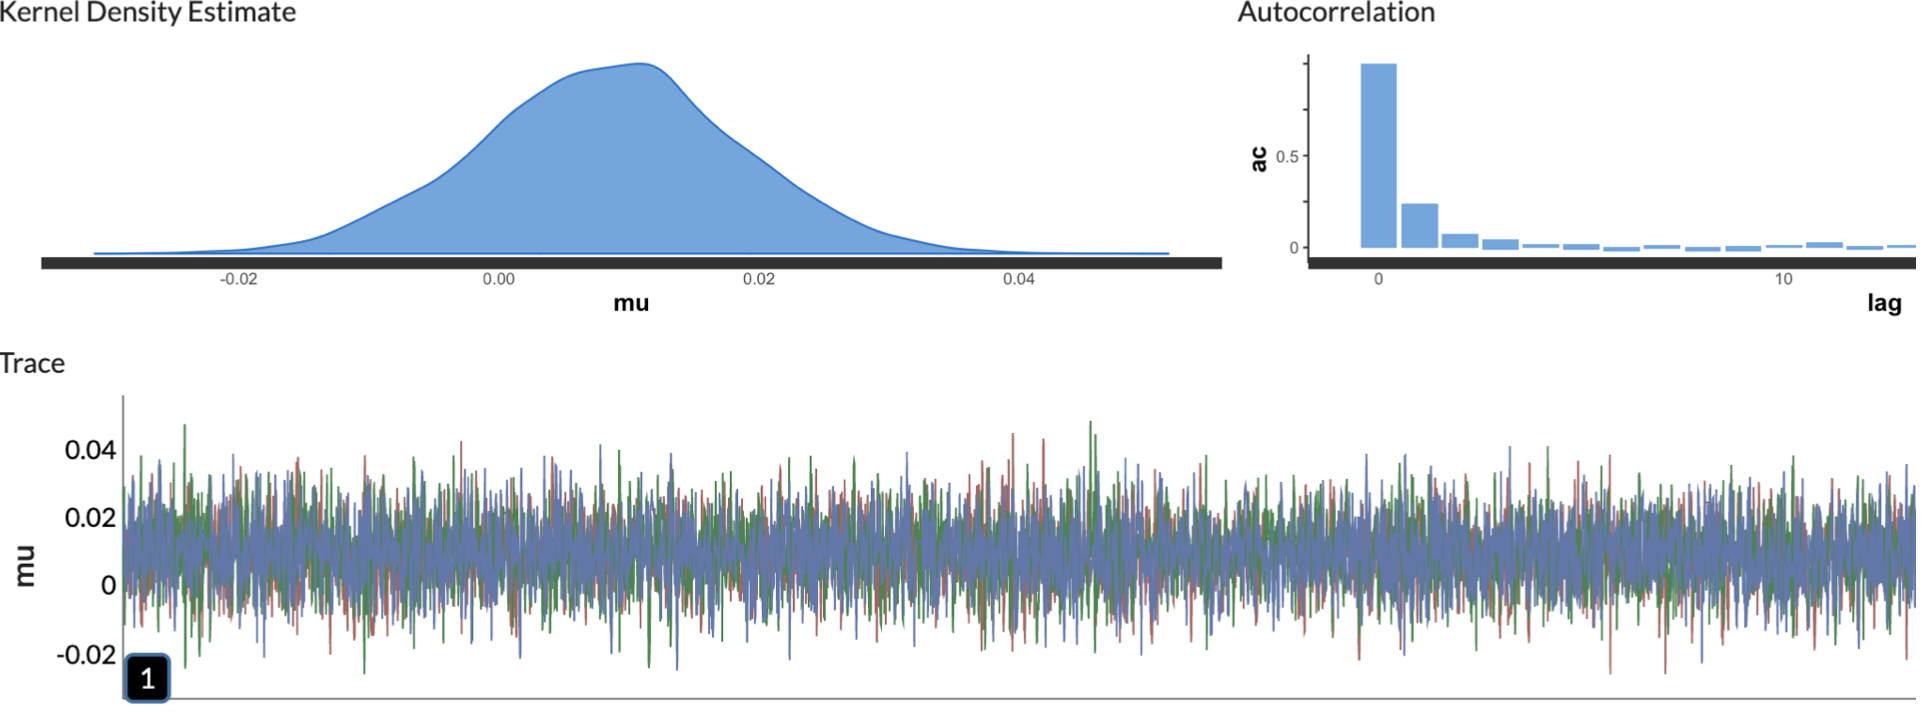 Kernel Density Estimate
-0.02 0.00 0.02 0.04
mu
Autocorrelation
ac
0.5
0
0 10
lag
Trace
mu
0.04
0.02
0
-0.02
1